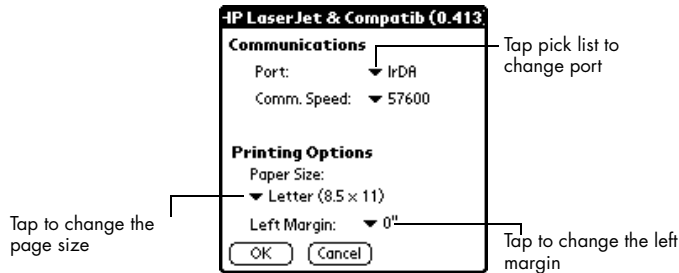 HP LaserJet & Compatib (0.413
Communications
Port: IrDA
Comm. Speed: 57600
Tap pick list to
change port
Printing Options
Paper Size:
Letter (8.5 x 11)
Left Margin: 0"
OK Cancel
Tap to change the
page size
Tap to change the left
margin